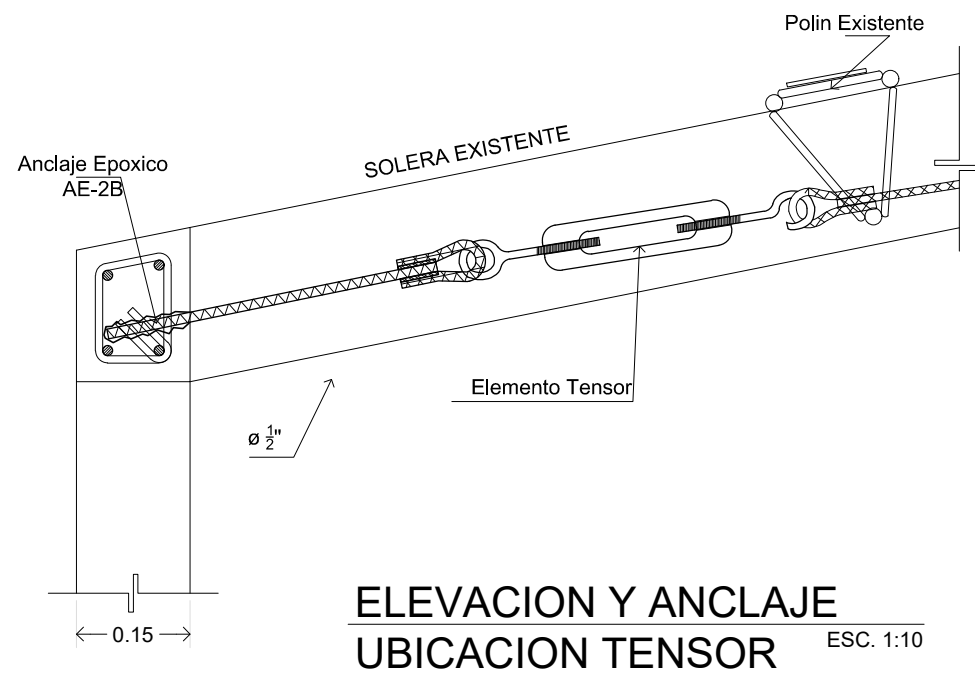 Polin Existente
SOLERA EXISTENTE
Anclaje Epoxico
AE-2B
Elemento Tensor
ø 1/2"
0.15
ELEVACION Y ANCLAJE
UBICACION TENSOR
ESC. 1:10